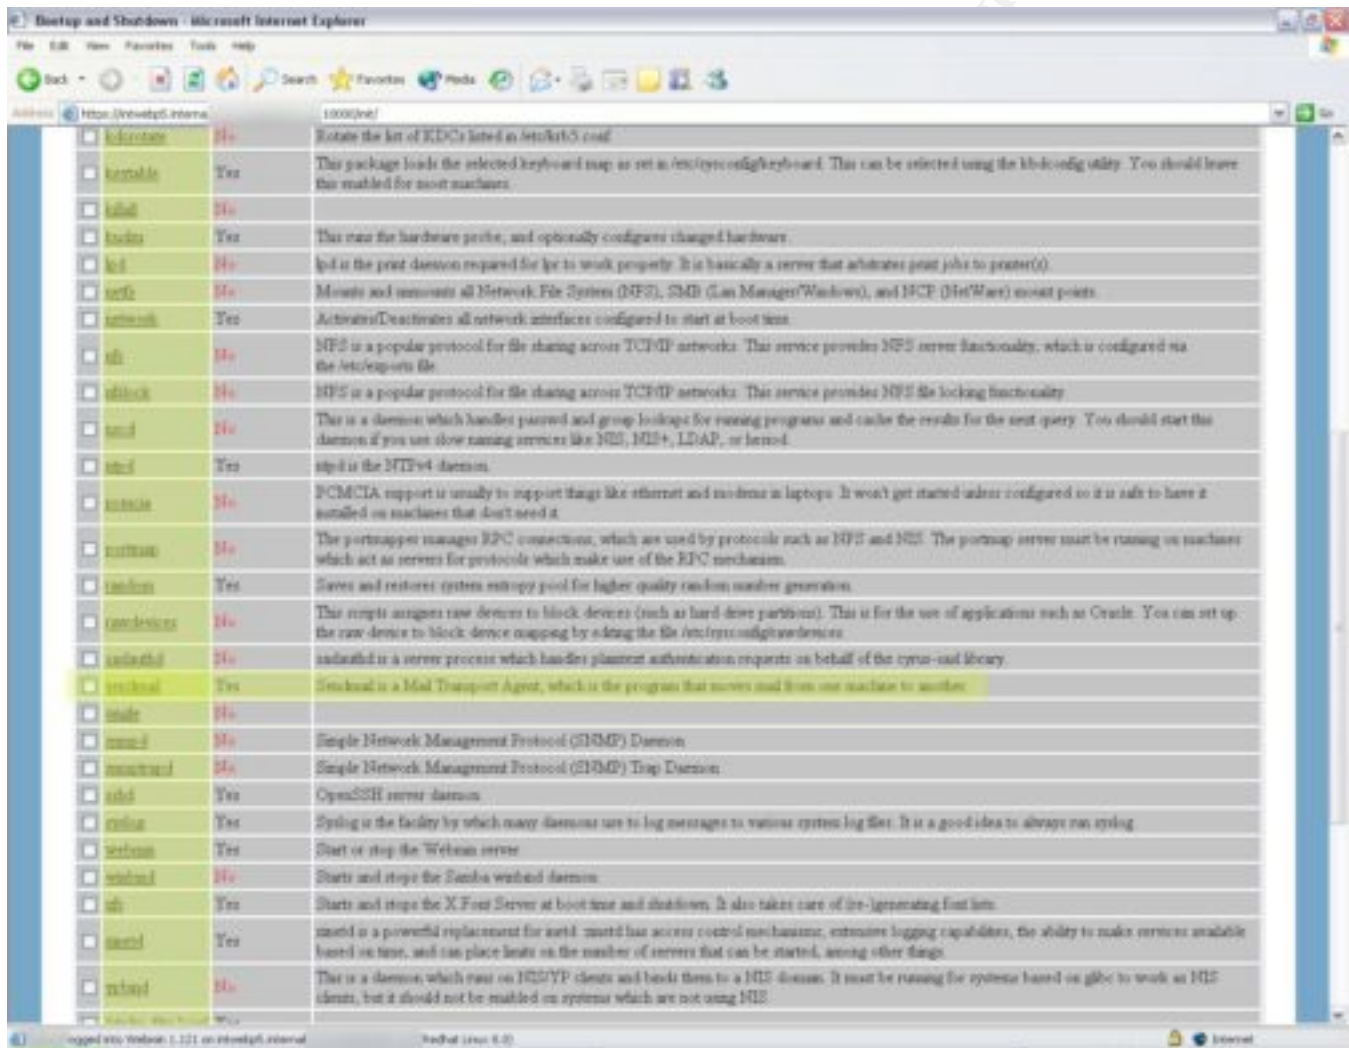 Bootup and Shutdown - Microsoft Internet Explorer
File Edit View Favorites Tools Help
Back Search Favorites Media
Address 10000/init/ Go
No Rotate the list of KDCs listed in /etc/krb5.conf
keytable Yes This package loads the selected keyboard map as set in /etc/sysconfig/keyboard. This can be selected using the kbdconfig utility. You should leave
this enabled for most machines.
No
kudzu Yes This runs the hardware probe, and optionally configures changed hardware.
lpd No lpd is the print daemon required for lpr to work properly. It is basically a server that arbitrates print jobs to printer(s).
netfs No Mounts and unmounts all Network File System (NFS), SMB (Lan Manager/Windows), and NCP (NetWare) mount points.
network Yes Activates/Deactivates all network interfaces configured to start at boot time.
nfs No NFS is a popular protocol for file sharing across TCP/IP networks. This service provides NFS server functionality, which is configured via
the /etc/exports file.
nfslock No NFS is a popular protocol for file sharing across TCP/IP networks. This service provides NFS file locking functionality.
nscd No This is a daemon which handles passwd and group lookups for running programs and cache the results for the next query. You should start this
daemon if you use slow naming services like NIS, NIS+, LDAP, or hesiod.
ntpd Yes ntpd is the NTPv4 daemon.
pcmcia No PCMCIA support is usually to support things like ethernet and modems in laptops. It won't get started unless configured so it is safe to have it
installed on machines that don't need it.
portmap No The portmapper manages RPC connections, which are used by protocols such as NFS and NIS. The portmap server must be running on machines
which act as servers for protocols which make use of the RPC mechanism.
random Yes Saves and restores system entropy pool for higher quality random number generation.
rawdevices No This scripts assignes raw devices to block devices (such as hard drive partitions). This is for the use of applications such as Oracle. You can set up
the raw device to block device mapping by editing the file /etc/sysconfig/rawdevices
saslauthd No saslauthd is a server process which handles plaintext authentication requests on behalf of the cyrus-sasl library.
sendmail Yes Sendmail is a Mail Transport Agent, which is the program that moves mail from one machine to another.
No
snmpd No Simple Network Management Protocol (SNMP) Daemon
snmptrapd No Simple Network Management Protocol (SNMP) Trap Daemon
sshd Yes OpenSSH server daemon
syslog Yes Syslog is the facility by which many daemons use to log messages to various system log files. It is a good idea to always run syslog.
webmin Yes Start or stop the Webmin server
winbind No Starts and stops the Samba winbind daemon
xfs Yes Starts and stops the X Font Server at boot time and shutdown. It also takes care of (re-)generating font lists.
xinetd Yes xinetd is a powerful replacement for inetd. xinetd has access control mechanisms, extensive logging capabilities, the ability to make services available
based on time, and can place limits on the number of servers that can be started, among other things.
ypbind No This is a daemon which runs on NIS/YP clients and binds them to a NIS domain. It must be running for systems based on glibc to work as NIS
clients, but it should not be enabled on systems which are not using NIS.
Yes
logged into Webmin 1.121 on Redhat Linux Internet